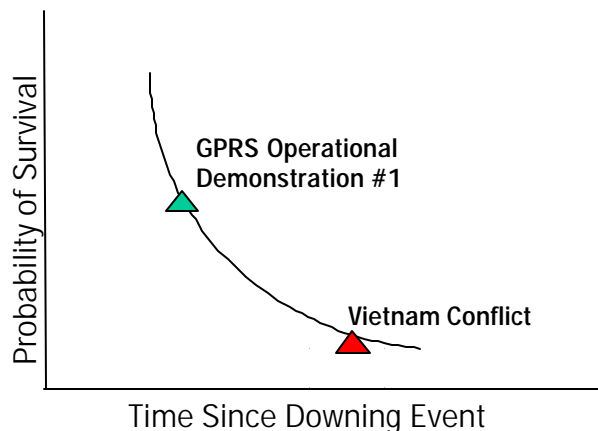 Probability of Survival
GPRS Operational
Demonstration #1
Vietnam Conflict
Time Since Downing Event